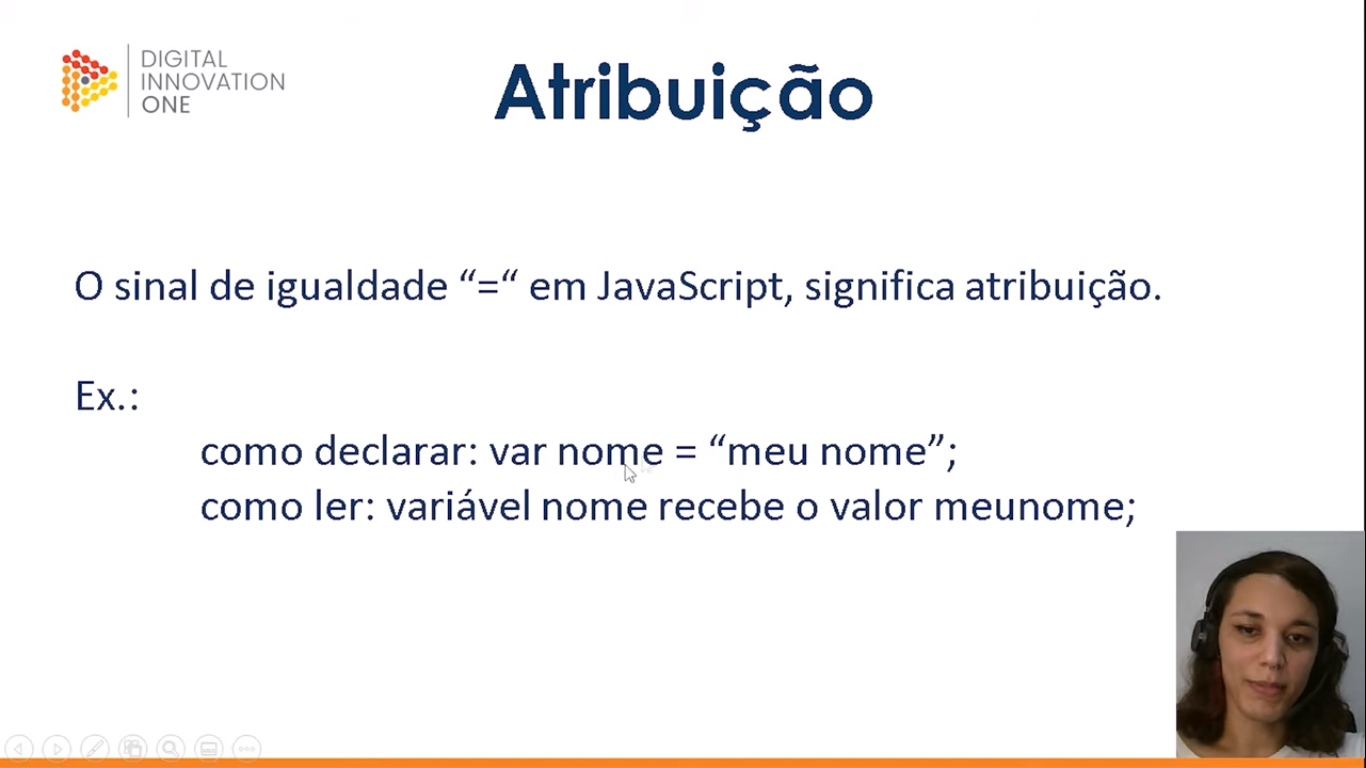 DIGITAL
INNOVATION
ONE
Atribuição
O sinal de igualdade “=“ em JavaScript, significa atribuição.
Ex.:
como declarar: var nome = “meu nome”;
como ler: variável nome recebe o valor meunome;